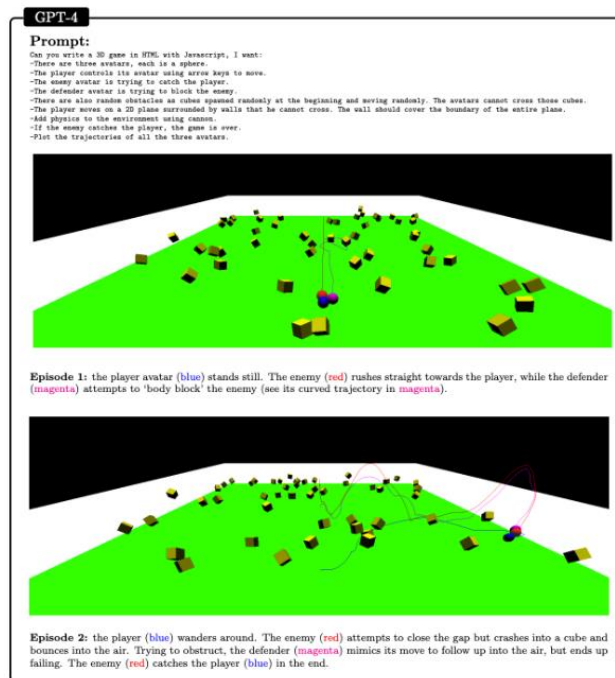 GPT-4
Prompt:
Can you write a 3D game in HTML with Javascript, I want:
-There are three avatars, each is a sphere.
-The player controls its avatar using arrow keys to move.
-The enemy avatar is trying to catch the player.
-The defender avatar is trying to block the enemy.
-There are also random obstacles as cubes spawned randomly at the beginning and moving randomly. The avatars cannot cross those cubes.
-The player moves on a 2D plane surrounded by walls that he cannot cross. The wall should cover the boundary of the entire plane.
-Add physics to the environment using cannon.
-If the enemy catches the player, the game is over.
-Plot the trajectories of all the three avatars.
Episode 1: the player avatar (blue) stands still. The enemy (red) rushes straight towards the player, while the defender
(magenta) attempts to ‘body block’ the enemy (see its curved trajectory in magenta).
Episode 2: the player (blue) wanders around. The enemy (red) attempts to close the gap but crashes into a cube and
bounces into the air. Trying to obstruct, the defender (magenta) mimics its move to follow up into the air, but ends up
failing. The enemy (red) catches the player (blue) in the end.